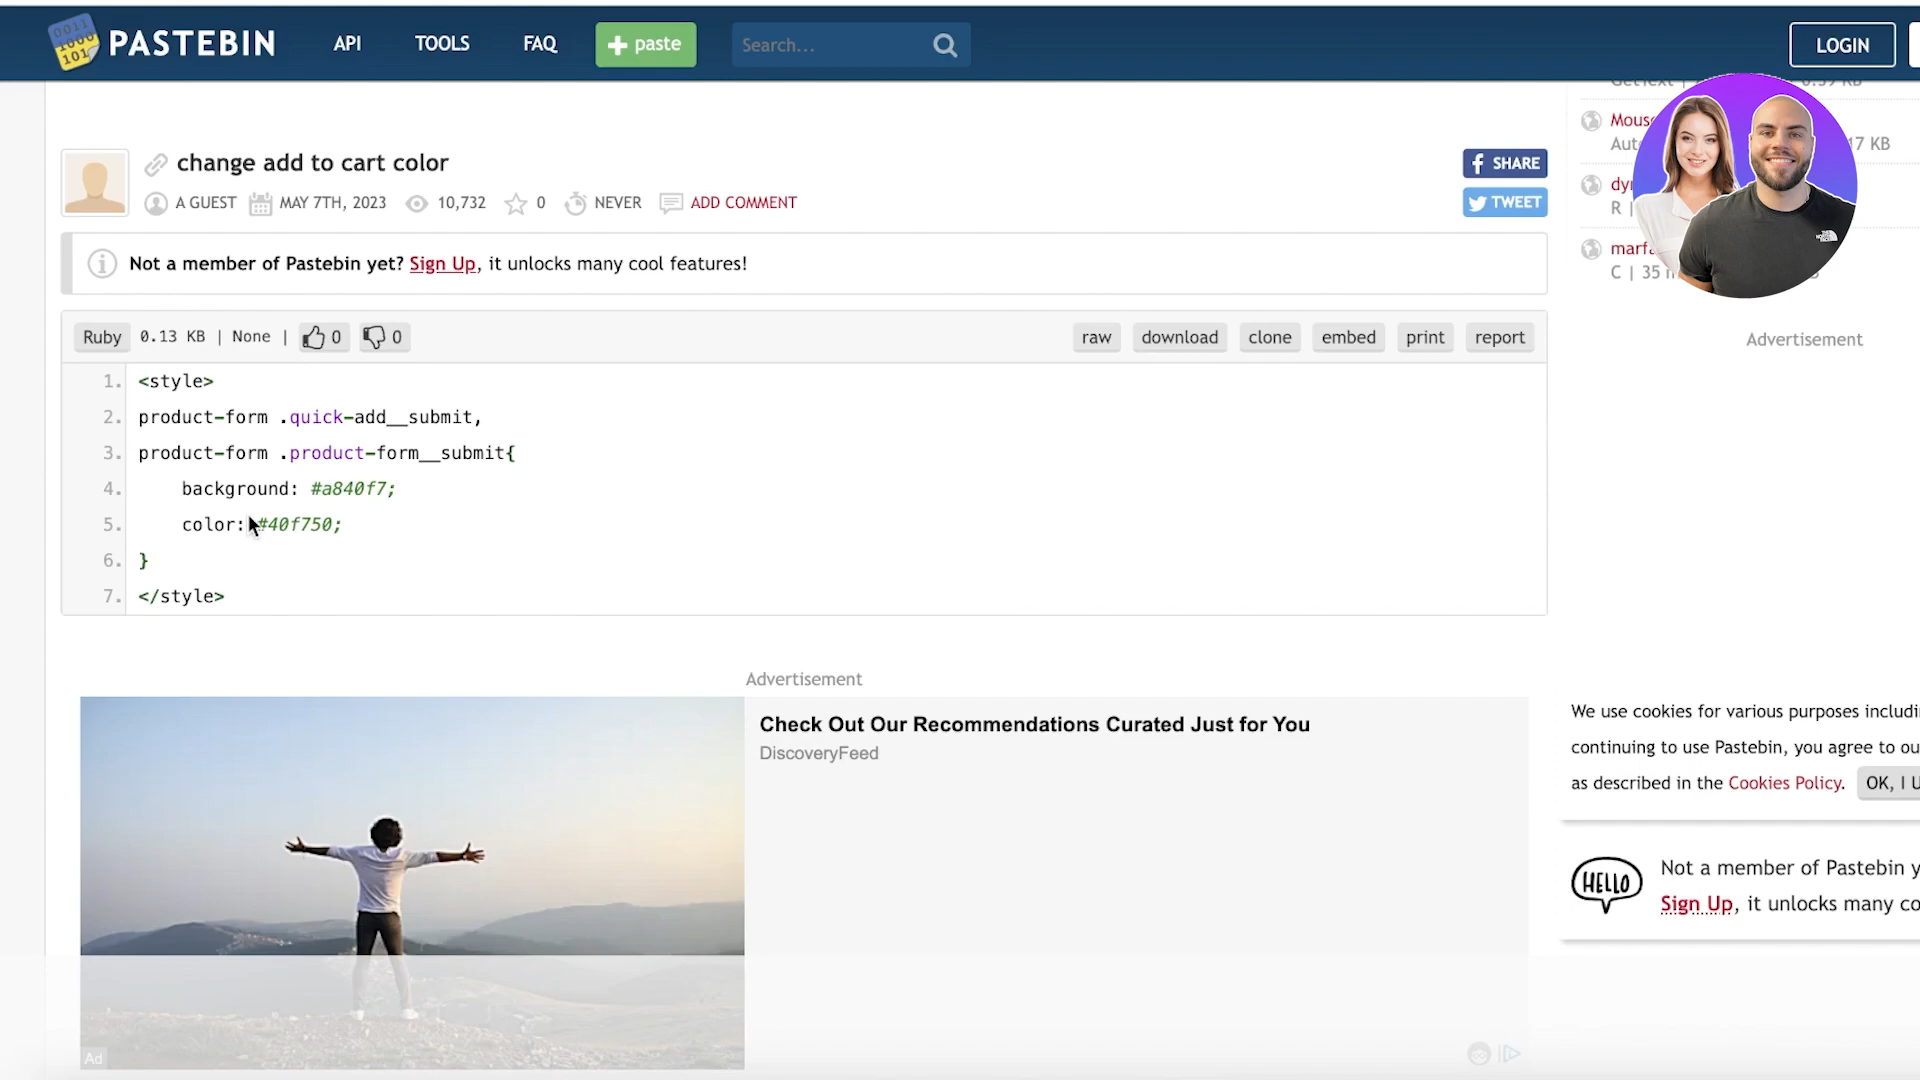 PASTEBIN API TOOLS FAQ + paste Search... LOGIN
change add to cart color
A GUEST MAY 7TH, 2023 10,732 0 NEVER ADD COMMENT
SHARE
TWEET
Not a member of Pastebin yet? Sign Up, it unlocks many cool features!
Ruby 0.13 KB | None | 0 0 raw download clone embed print report
1. <style>
2. product-form .quick-add__submit,
3. product-form .product-form__submit{
4. background: #a840f7;
5. color: #40f750;
6. }
7. </style>
Advertisement
Check Out Our Recommendations Curated Just for You
DiscoveryFeed
Ad
17 KB
R |
C | 35
Advertisement
We use cookies for various purposes
continuing to use Pastebin, you agree to
as described in the Cookies Policy. OK, I
HELLO
Not a member of Pastebin
Sign Up, it unlocks many